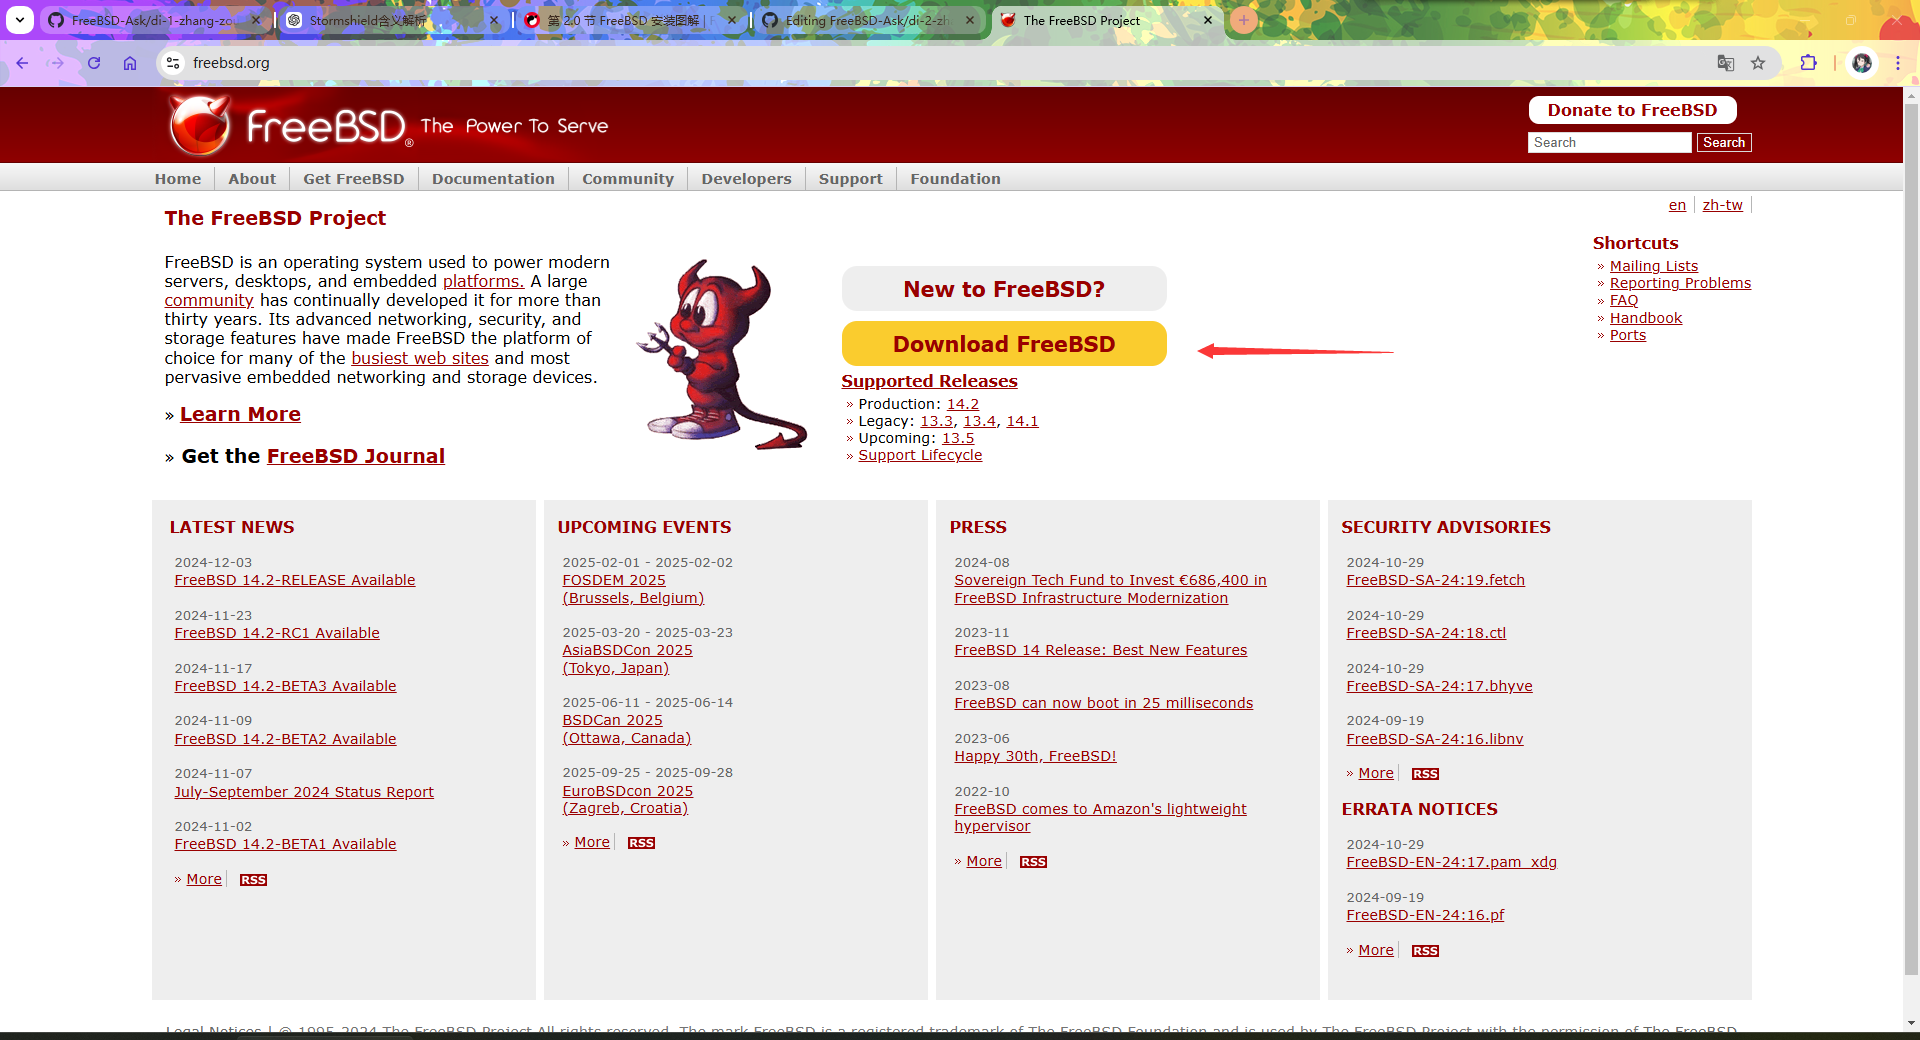 FreeBSD-Ask/di-1-zhang-zou
Stormshield含义解析
第 2.0 节 FreeBSD 安装图解 | F
Editing FreeBSD-Ask/di-2-zh
The FreeBSD Project
freebsd.org
FreeBSD® The Power To Serve
Donate to FreeBSD
Search Search
Home About Get FreeBSD Documentation Community Developers Support Foundation
en zh-tw
The FreeBSD Project
FreeBSD is an operating system used to power modern
servers, desktops, and embedded platforms. A large
community has continually developed it for more than
thirty years. Its advanced networking, security, and
storage features have made FreeBSD the platform of
choice for many of the busiest web sites and most
pervasive embedded networking and storage devices.
» Learn More
» Get the FreeBSD Journal
New to FreeBSD?
Download FreeBSD
Supported Releases
» Production: 14.2
» Legacy: 13.3, 13.4, 14.1
» Upcoming: 13.5
» Support Lifecycle
Shortcuts
» Mailing Lists
» Reporting Problems
» FAQ
» Handbook
» Ports
LATEST NEWS
2024-12-03
FreeBSD 14.2-RELEASE Available
2024-11-23
FreeBSD 14.2-RC1 Available
2024-11-17
FreeBSD 14.2-BETA3 Available
2024-11-09
FreeBSD 14.2-BETA2 Available
2024-11-07
July-September 2024 Status Report
2024-11-02
FreeBSD 14.2-BETA1 Available
» More RSS
UPCOMING EVENTS
2025-02-01 - 2025-02-02
FOSDEM 2025
(Brussels, Belgium)
2025-03-20 - 2025-03-23
AsiaBSDCon 2025
(Tokyo, Japan)
2025-06-11 - 2025-06-14
BSDCan 2025
(Ottawa, Canada)
2025-09-25 - 2025-09-28
EuroBSDcon 2025
(Zagreb, Croatia)
» More RSS
PRESS
2024-08
Sovereign Tech Fund to Invest €686,400 in
FreeBSD Infrastructure Modernization
2023-11
FreeBSD 14 Release: Best New Features
2023-08
FreeBSD can now boot in 25 milliseconds
2023-06
Happy 30th, FreeBSD!
2022-10
FreeBSD comes to Amazon's lightweight
hypervisor
» More RSS
SECURITY ADVISORIES
2024-10-29
FreeBSD-SA-24:19.fetch
2024-10-29
FreeBSD-SA-24:18.ctl
2024-10-29
FreeBSD-SA-24:17.bhyve
2024-09-19
FreeBSD-SA-24:16.libnv
» More RSS
ERRATA NOTICES
2024-10-29
FreeBSD-EN-24:17.pam_xdg
2024-09-19
FreeBSD-EN-24:16.pf
» More RSS
Legal Notices | © 1995-2024 The FreeBSD Project All rights reserved. The mark FreeBSD is a registered trademark of The FreeBSD Foundation and is used by The FreeBSD Project with the permission of The FreeBSD